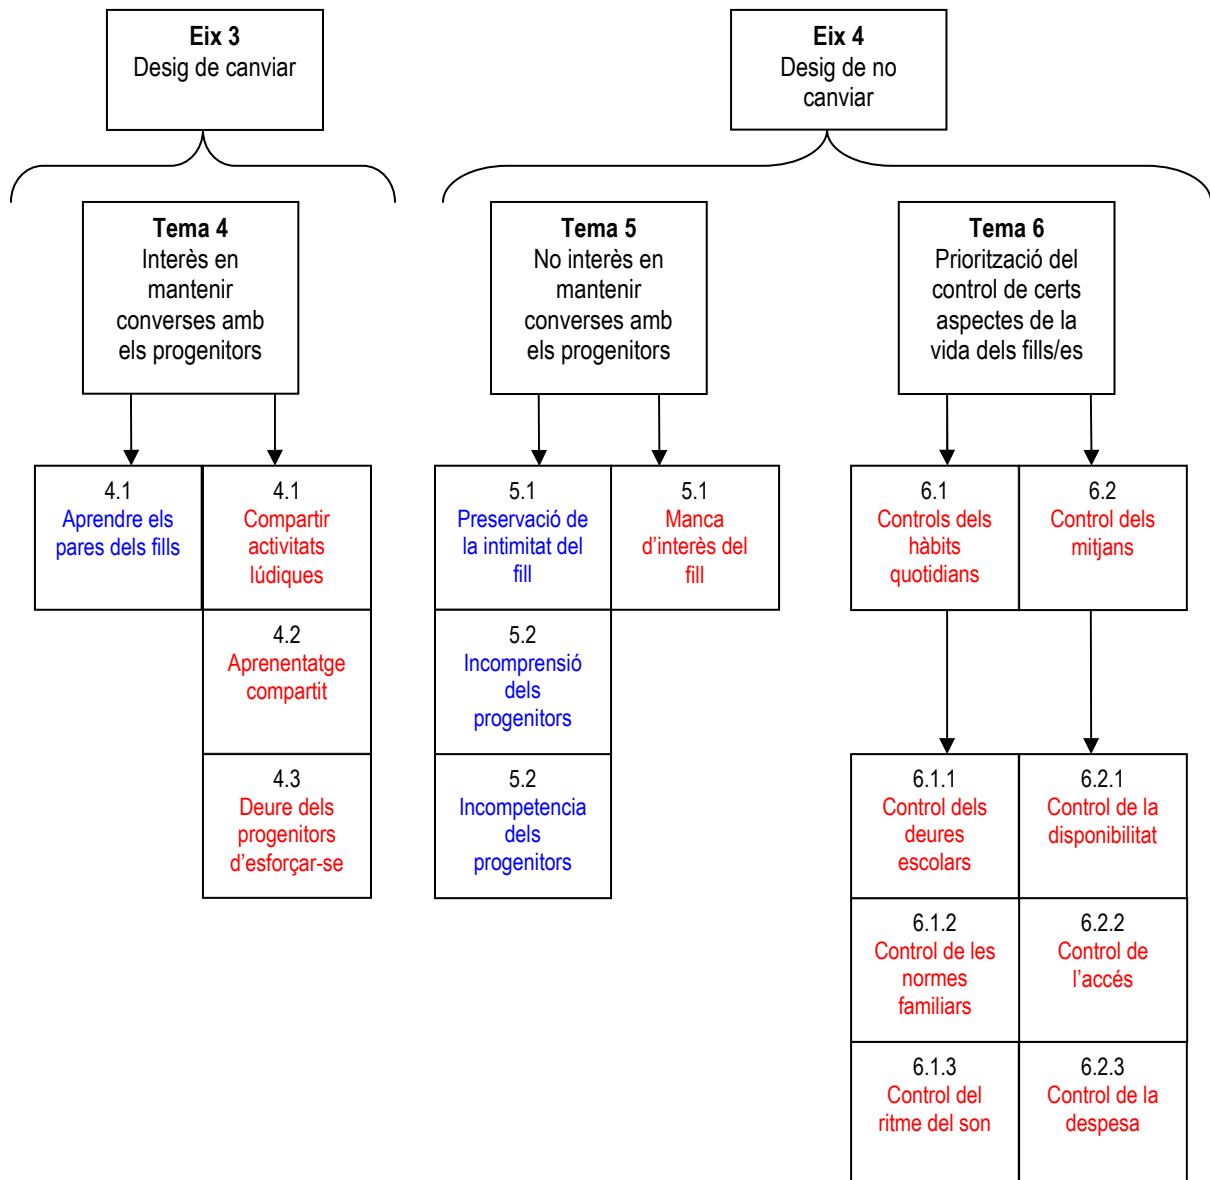 Eix 3
Desig de canviar
Eix 4
Desig de no
canviar
Tema 4
Interès en
mantenir
converses amb
els progenitors
Tema 5
No interès en
mantenir
converses amb
els progenitors
Tema 6
Priorització del
control de certs
aspectes de la
vida dels fills/es
4.1
Aprendre els
pares dels fills
4.1
Compartir
activitats
lúdiques
5.1
Preservació de
la intimitat del
fill
5.1
Manca
d’interès del
fill
6.1
Controls dels
hàbits
quotidians
6.2
Control dels
mitjans
4.2
Aprenentatge
compartit
5.2
Incomprensió
dels
progenitors
4.3
Deure dels
progenitors
d’esforçar-se
5.2
Incompetencia
dels
progenitors
6.1.1
Control dels
deures
escolars
6.2.1
Control de la
disponibilitat
6.1.2
Control de les
normes
familiars
6.2.2
Control de
l’accés
6.1.3
Control del
ritme del son
6.2.3
Control de la
despesa